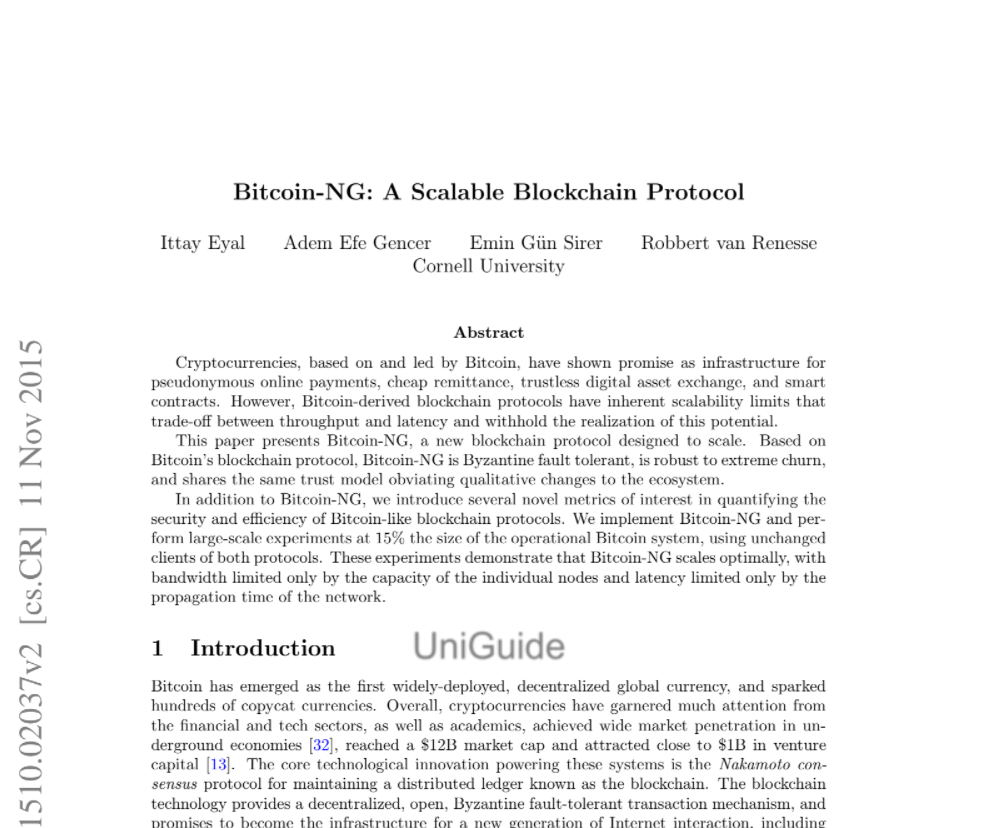 Bitcoin-NG: A Scalable Blockchain Protocol
Ittay Eyal Adem Efe Gencer Emin Gün Sirer Robbert van Renesse
Cornell University
Abstract
Cryptocurrencies, based on and led by Bitcoin, have shown promise as infrastructure for
pseudonymous online payments, cheap remittance, trustless digital asset exchange, and smart
contracts. However, Bitcoin-derived blockchain protocols have inherent scalability limits that
trade-off between throughput and latency and withhold the realization of this potential.
This paper presents Bitcoin-NG, a new blockchain protocol designed to scale. Based on
Bitcoin's blockchain protocol, Bitcoin-NG is Byzantine fault tolerant, is robust to extreme churn,
and shares the same trust model obviating qualitative changes to the ecosystem.
In addition to Bitcoin-NG, we introduce several novel metrics of interest in quantifying the
security and efficiency of Bitcoin-like blockchain protocols. We implement Bitcoin-NG and per-
form large-scale experiments at 15% the size of the operational Bitcoin system, using unchanged
clients of both protocols. These experiments demonstrate that Bitcoin-NG scales optimally, with
bandwidth limited only by the capacity of the individual nodes and latency limited only by the
propagation time of the network.
1 Introduction
UniGuide
Bitcoin has emerged as the first widely-deployed, decentralized global currency, and sparked
hundreds of copycat currencies. Overall, cryptocurrencies have garnered much attention from
the financial and tech sectors, as well as academics, achieved wide market penetration in un-
derground economies [32], reached a $12B market cap and attracted close to $1B in venture
capital [13]. The core technological innovation powering these systems is the Nakamoto con-
sensus protocol for maintaining a distributed ledger known as the blockchain. The blockchain
technology provides a decentralized, open, Byzantine fault-tolerant transaction mechanism, and
promises to become the infrastructure for a new generation of Internet interaction, including
1510.02037v2 [cs.CR] 11 Nov 2015